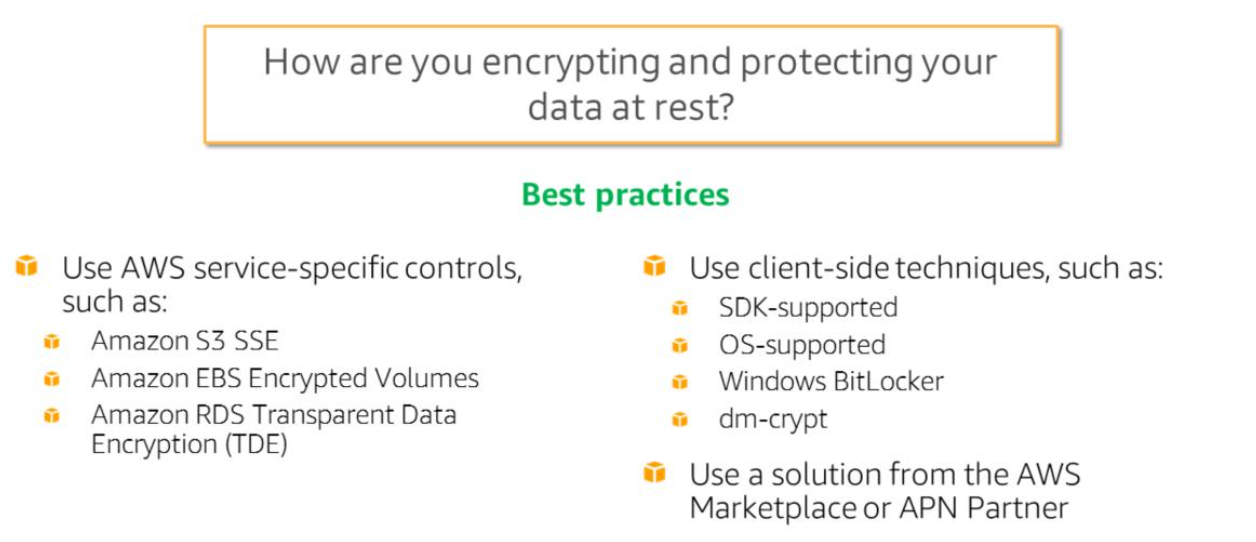 How are you encrypting and protecting your
data at rest?
Best practices
Use AWS service-specific controls,
such as:
Amazon S3 SSE
Amazon EBS Encrypted Volumes
Amazon RDS Transparent Data
Encryption (TDE)
Use client-side techniques, such as:
SDK-supported
OS-supported
Windows BitLocker
dm-crypt
Use a solution from the AWS
Marketplace or APN Partner